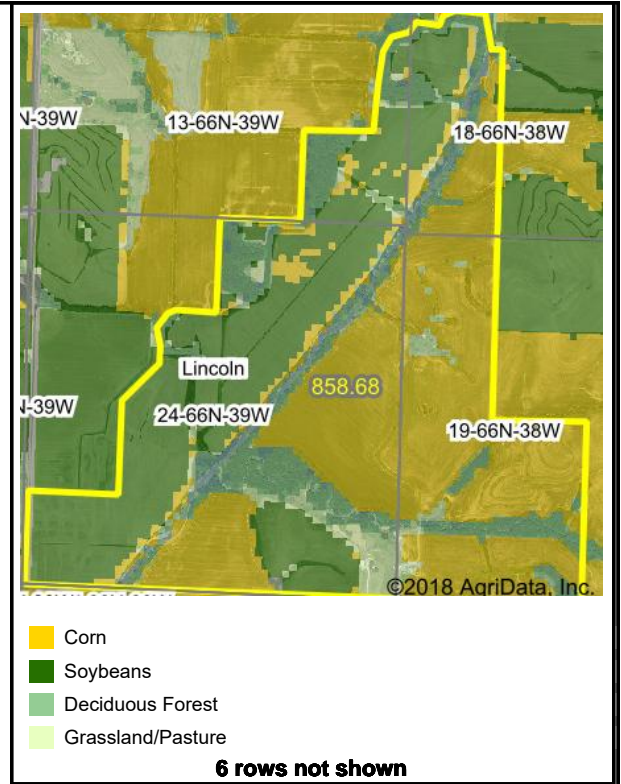 N-39W
13-66N-39W
18-66N-38W
Lincoln
858.68
N-39W
24-66N-39W
19-66N-38W
©2018 AgriData, Inc.
Corn
Soybeans
Deciduous Forest
Grassland/Pasture
6 rows not shown